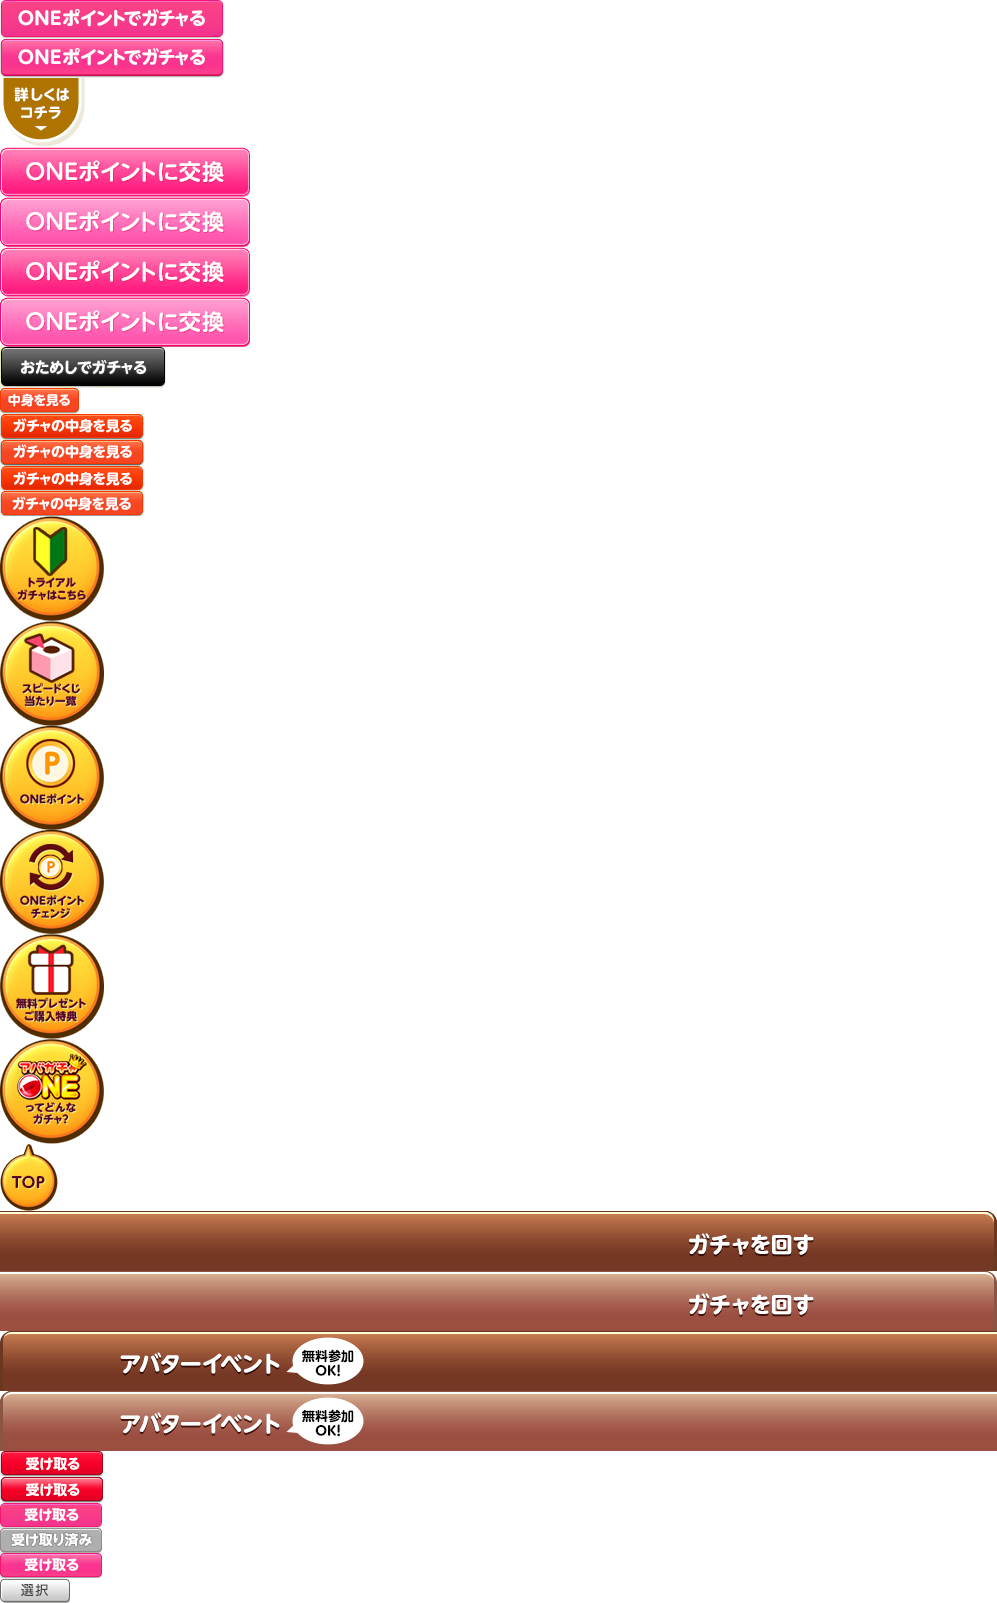 ONEポイントでガチャる
ONEポイントでガチャる
詳しくは
コチラ
ONEポイントに交換
ONEポイントに交換
ONEポイントに交換
ONEポイントに交換
おためしでガチャる
中身を見る
ガチャの中身を見る
ガチャの中身を見る
ガチャの中身を見る
ガチャの中身を見る
トライアル
ガチャはこちら
スピードくじ
当たり一覧
P
ONEポイント
P
ONEポイント
チェンジ
無料プレゼント
ご購入特典
アバガチャ
ONE
ってどんな
ガチャ?
TOP
ガチャを回す
ガチャを回す
アバターイベント
無料参加
OK!
アバターイベント
無料参加
OK!
受け取る
受け取る
受け取る
受け取り済み
受け取る
選択